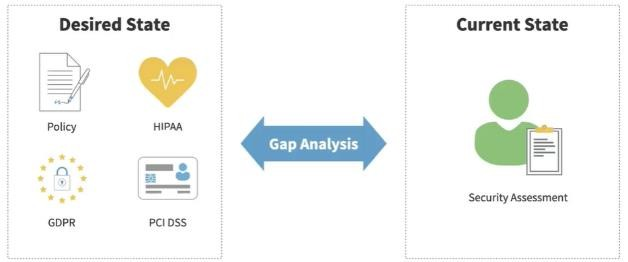 Desired State
Policy
HIPAA
GDPR
PCI DSS
Gap Analysis
Current State
Security Assessment